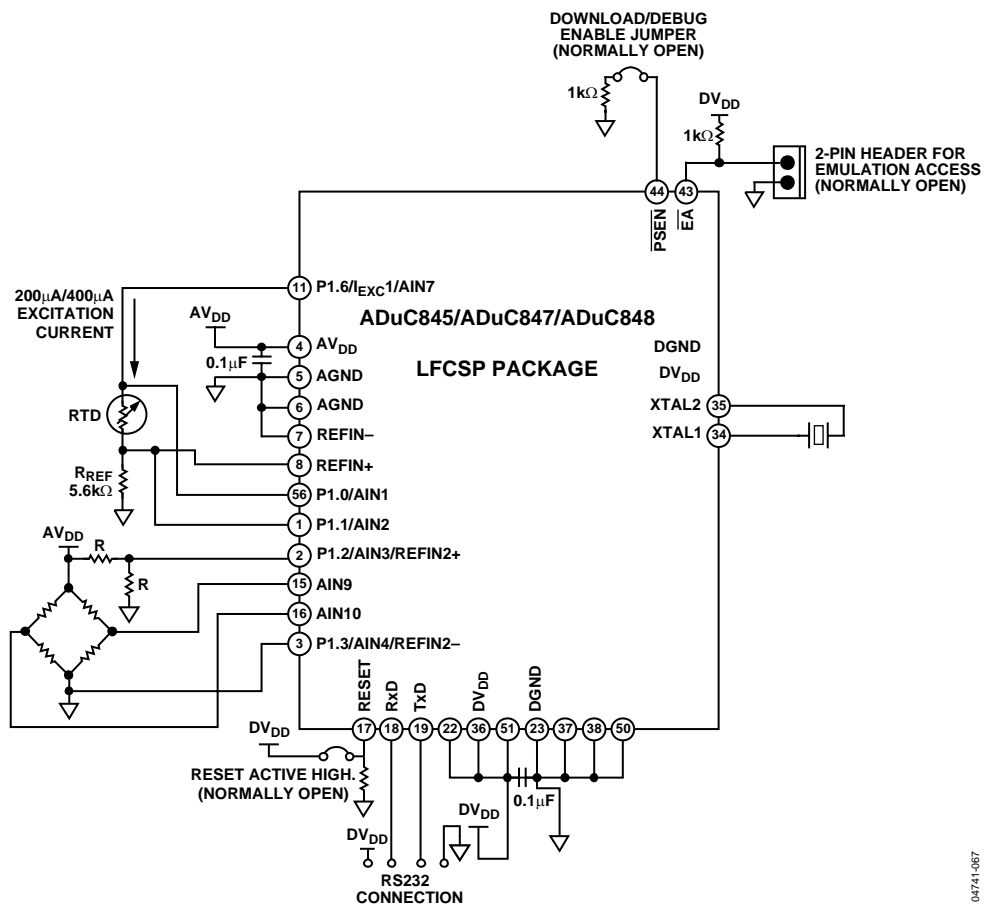 DOWNLOAD/DEBUG
ENABLE JUMPER
(NORMALLY OPEN)
1kΩ
DVDD
1kΩ
2-PIN HEADER FOR
EMULATION ACCESS
(NORMALLY OPEN)
44
43
PSEN
EA
200μA/400μA
EXCITATION
CURRENT
11
P1.6/IEXC1/AIN7
ADuC845/ADuC847/ADuC848
LFCSP PACKAGE
AVDD
4
AVDD
0.1μF
5
AGND
6
AGND
7
REFIN–
8
REFIN+
RTD
RREF
5.6kΩ
56
P1.0/AIN1
1
P1.1/AIN2
AVDD
R
R
2
P1.2/AIN3/REFIN2+
15
AIN9
16
AIN10
3
P1.3/AIN4/REFIN2–
DGND
DVDD
XTAL2
35
XTAL1
34
RESET
RxD
TxD
DVDD
DGND
17
18
19
22
36
51
23
37
38
50
DVDD
RESET ACTIVE HIGH.
(NORMALLY OPEN)
0.1μF
DVDD
DVDD
RS232
CONNECTION
04741-067